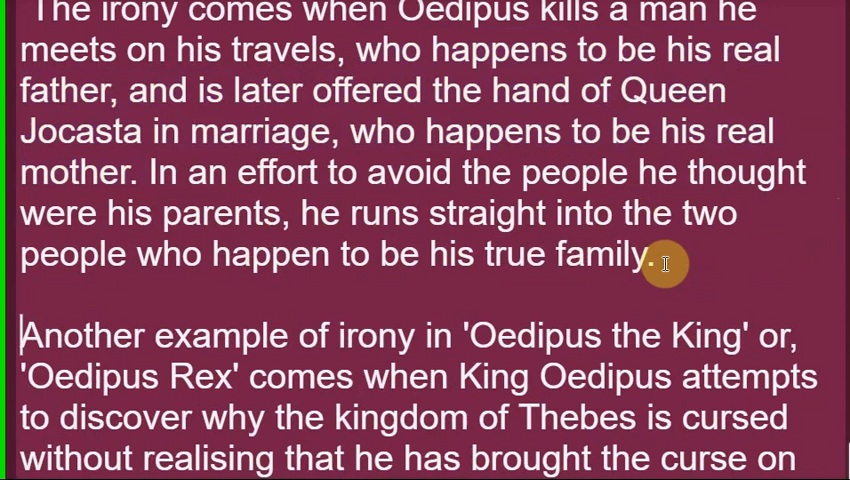 The irony comes when Oedipus kills a man he
meets on his travels, who happens to be his real
father, and is later offered the hand of Queen
Jocasta in marriage, who happens to be his real
mother. In an effort to avoid the people he thought
were his parents, he runs straight into the two
people who happen to be his true family.
Another example of irony in 'Oedipus the King' or,
'Oedipus Rex' comes when King Oedipus attempts
to discover why the kingdom of Thebes is cursed
without realising that he has brought the curse on